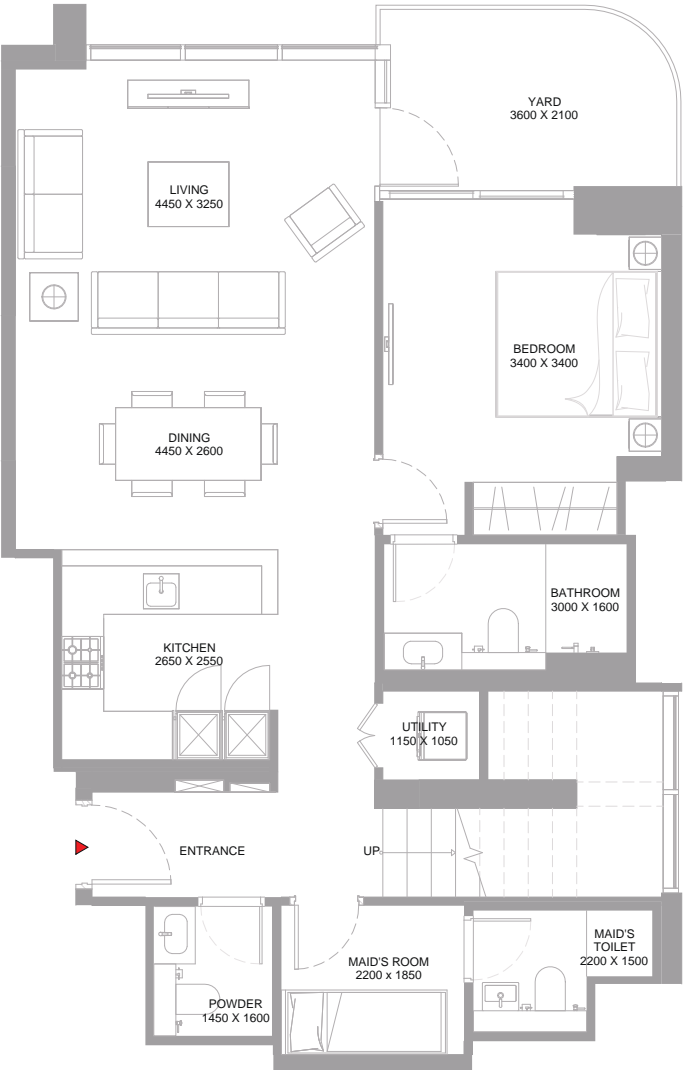 YARD
3600 X 2100
LIVING
4450 X 3250
BEDROOM
3400 X 3400
DINING
4450 X 2600
BATHROOM
3000 X 1600
KITCHEN
2650 X 2550
UTILITY
1150 X 1050
ENTRANCE
UP
MAID'S
TOILET
2200 X 1500
MAID'S ROOM
2200 x 1850
POWDER
1450 X 1600